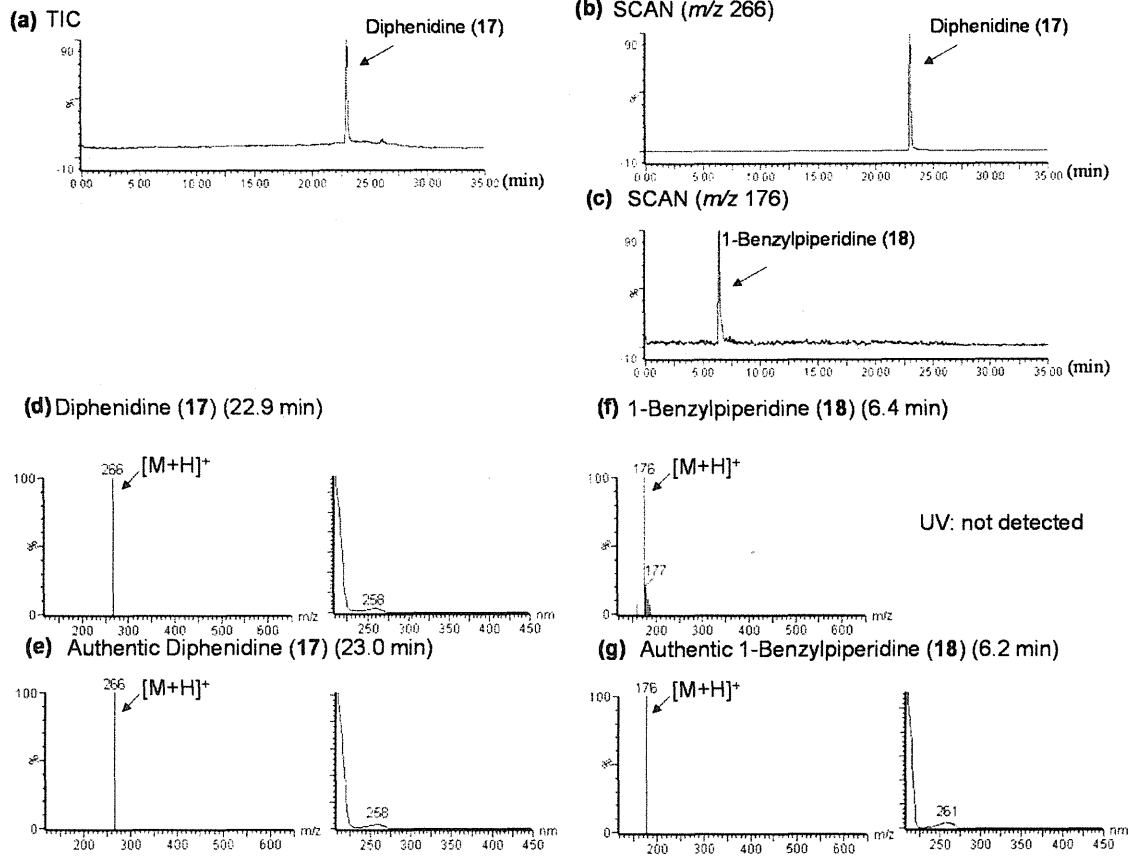 (a) TIC
Diphenidine (17)
90
%
-10
0.00 5.00 10.00 15.00 20.00 25.00 30.00 35.00 (min)
(b) SCAN (m/z 266)
Diphenidine (17)
90
%
-10
0.00 5.00 10.00 15.00 20.00 25.00 30.00 35.00 (min)
(c) SCAN (m/z 176)
1-Benzylpiperidine (18)
90
%
-10
0.00 5.00 10.00 15.00 20.00 25.00 30.00 35.00 (min)
(d) Diphenidine (17) (22.9 min)
266 [M+H]+
100
%
0
200 300 400 500 600 m/z
258
250 300 350 400 450 nm
(f) 1-Benzylpiperidine (18) (6.4 min)
176 [M+H]+
100
%
177
0
200 300 400 500 600 m/z
UV: not detected
(e) Authentic Diphenidine (17) (23.0 min)
266 [M+H]+
100
%
0
200 300 400 500 600 m/z
258
250 300 350 400 450 nm
(g) Authentic 1-Benzylpiperidine (18) (6.2 min)
176 [M+H]+
100
%
0
200 300 400 500 600 m/z
261
250 300 350 400 450 nm